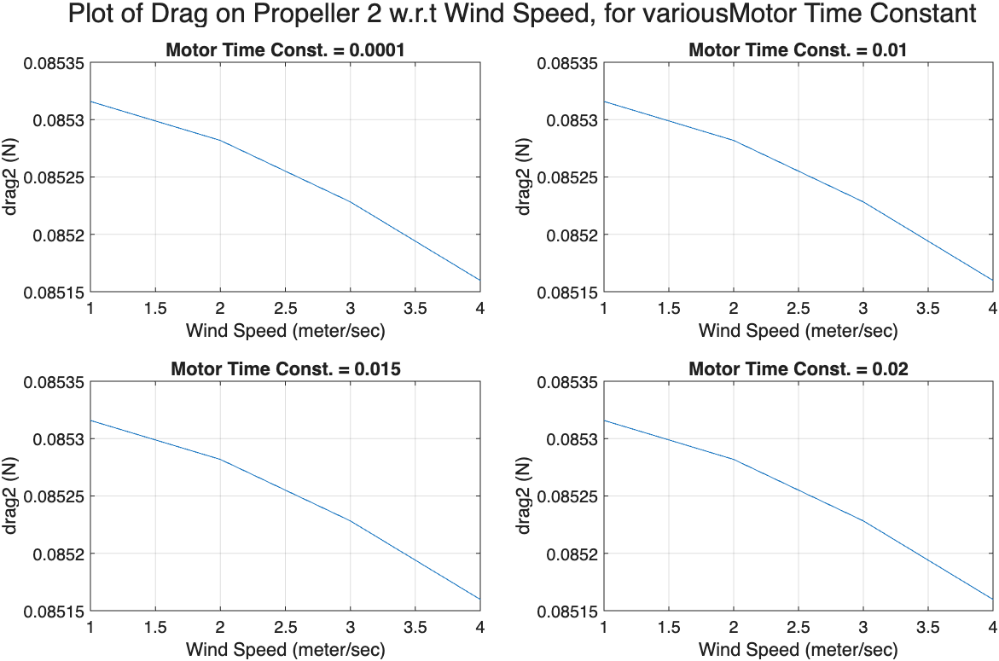 Plot of Drag on Propeller 2 w.r.t Wind Speed, for variousMotor Time Constant
Motor Time Const. = 0.0001
0.08535
0.0853
0.08525
0.0852
0.08515
drag2 (N)
1 1.5 2 2.5 3 3.5 4
Wind Speed (meter/sec)
Motor Time Const. = 0.01
0.08535
0.0853
0.08525
0.0852
0.08515
drag2 (N)
1 1.5 2 2.5 3 3.5 4
Wind Speed (meter/sec)
Motor Time Const. = 0.015
0.08535
0.0853
0.08525
0.0852
0.08515
drag2 (N)
1 1.5 2 2.5 3 3.5 4
Wind Speed (meter/sec)
Motor Time Const. = 0.02
0.08535
0.0853
0.08525
0.0852
0.08515
drag2 (N)
1 1.5 2 2.5 3 3.5 4
Wind Speed (meter/sec)